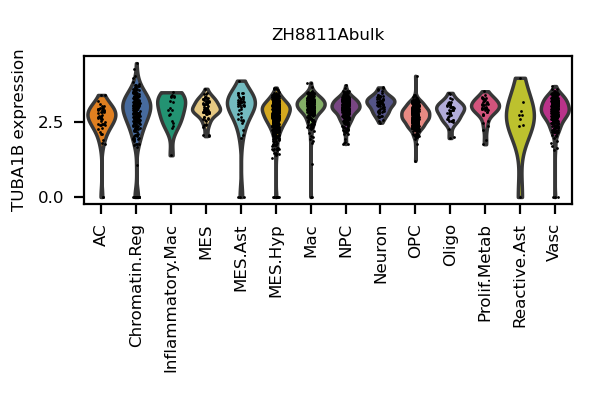 ZH8811Abulk
TUBA1B expression
2.5
0.0
AC
Chromatin.Reg
Inflammatory.Mac
MES
MES.Ast
MES.Hyp
Mac
NPC
Neuron
OPC
Oligo
Prolif.Metab
Reactive.Ast
Vasc